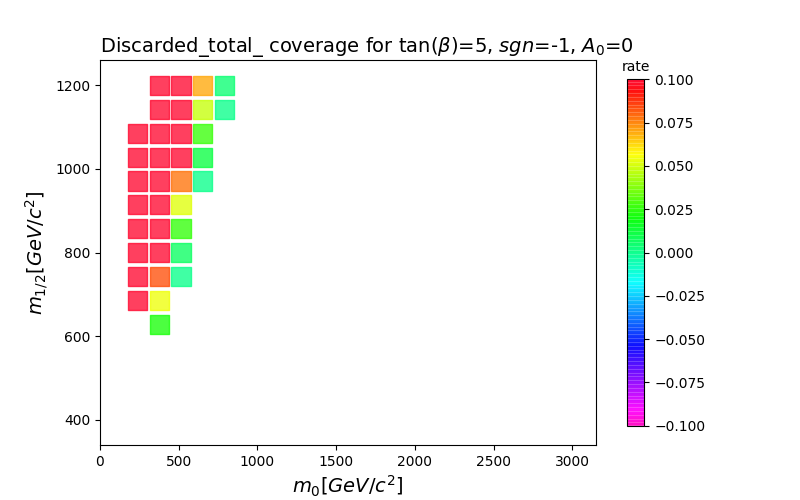 Discarded_total_ coverage for tan(β)=5, sgn=-1, A₀=0
rate
1200
1000
800
600
400
m₁/₂[GeV/c²]
0 500 1000 1500 2000 2500 3000
m₀[GeV/c²]
0.100
0.075
0.050
0.025
0.000
−0.025
−0.050
−0.075
−0.100